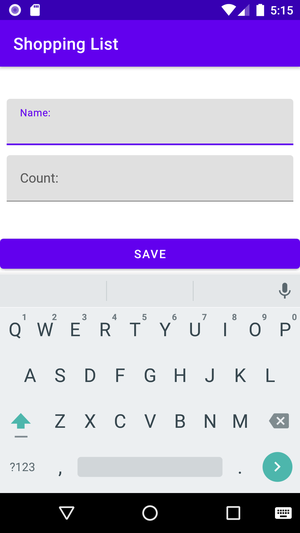 5:15
Shopping List
Name:
Count:
SAVE
1 2 3 4 5 6 7 8 9 0
Q W E R T Y U I O P
A S D F G H J K L
Z X C V B N M
?123 , .